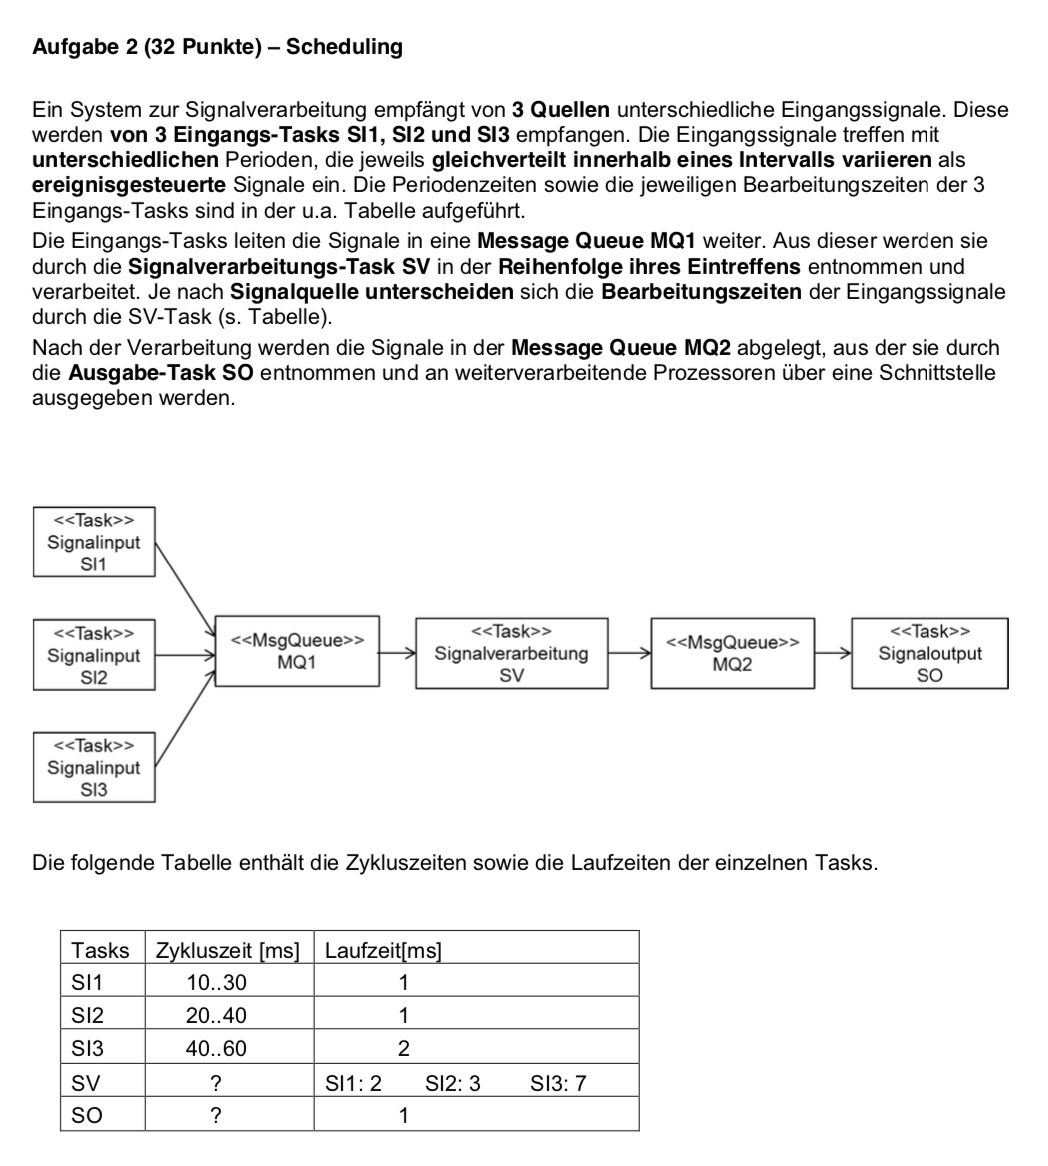 Aufgabe 2 (32 Punkte) – Scheduling
Ein System zur Signalverarbeitung empfängt von 3 Quellen unterschiedliche Eingangssignale. Diese
werden von 3 Eingangs-Tasks SI1, SI2 und SI3 empfangen. Die Eingangssignale treffen mit
unterschiedlichen Perioden, die jeweils gleichverteilt innerhalb eines Intervalls variieren als
ereignisgesteuerte Signale ein. Die Periodenzeiten sowie die jeweiligen Bearbeitungszeiten der 3
Eingangs-Tasks sind in der u.a. Tabelle aufgeführt.
Die Eingangs-Tasks leiten die Signale in eine Message Queue MQ1 weiter. Aus dieser werden sie
durch die Signalverarbeitungs-Task SV in der Reihenfolge ihres Eintreffens entnommen und
verarbeitet. Je nach Signalquelle unterscheiden sich die Bearbeitungszeiten der Eingangssignale
durch die SV-Task (s. Tabelle).
Nach der Verarbeitung werden die Signale in der Message Queue MQ2 abgelegt, aus der sie durch
die Ausgabe-Task SO entnommen und an weiterverarbeitende Prozessoren über eine Schnittstelle
ausgegeben werden.
<<Task>>
Signalinput
SI1
<<Task>>
Signalinput
SI2
<<Task>>
Signalinput
SI3
<<MsgQueue>>
MQ1
<<Task>>
Signalverarbeitung
SV
<<MsgQueue>>
MQ2
<<Task>>
Signaloutput
SO
Die folgende Tabelle enthält die Zykluszeiten sowie die Laufzeiten der einzelnen Tasks.
Tasks Zykluszeit [ms] Laufzeit[ms]
SI1 10..30 1
SI2 20..40 1
SI3 40..60 2
SV ? SI1: 2 SI2: 3 SI3: 7
SO ? 1